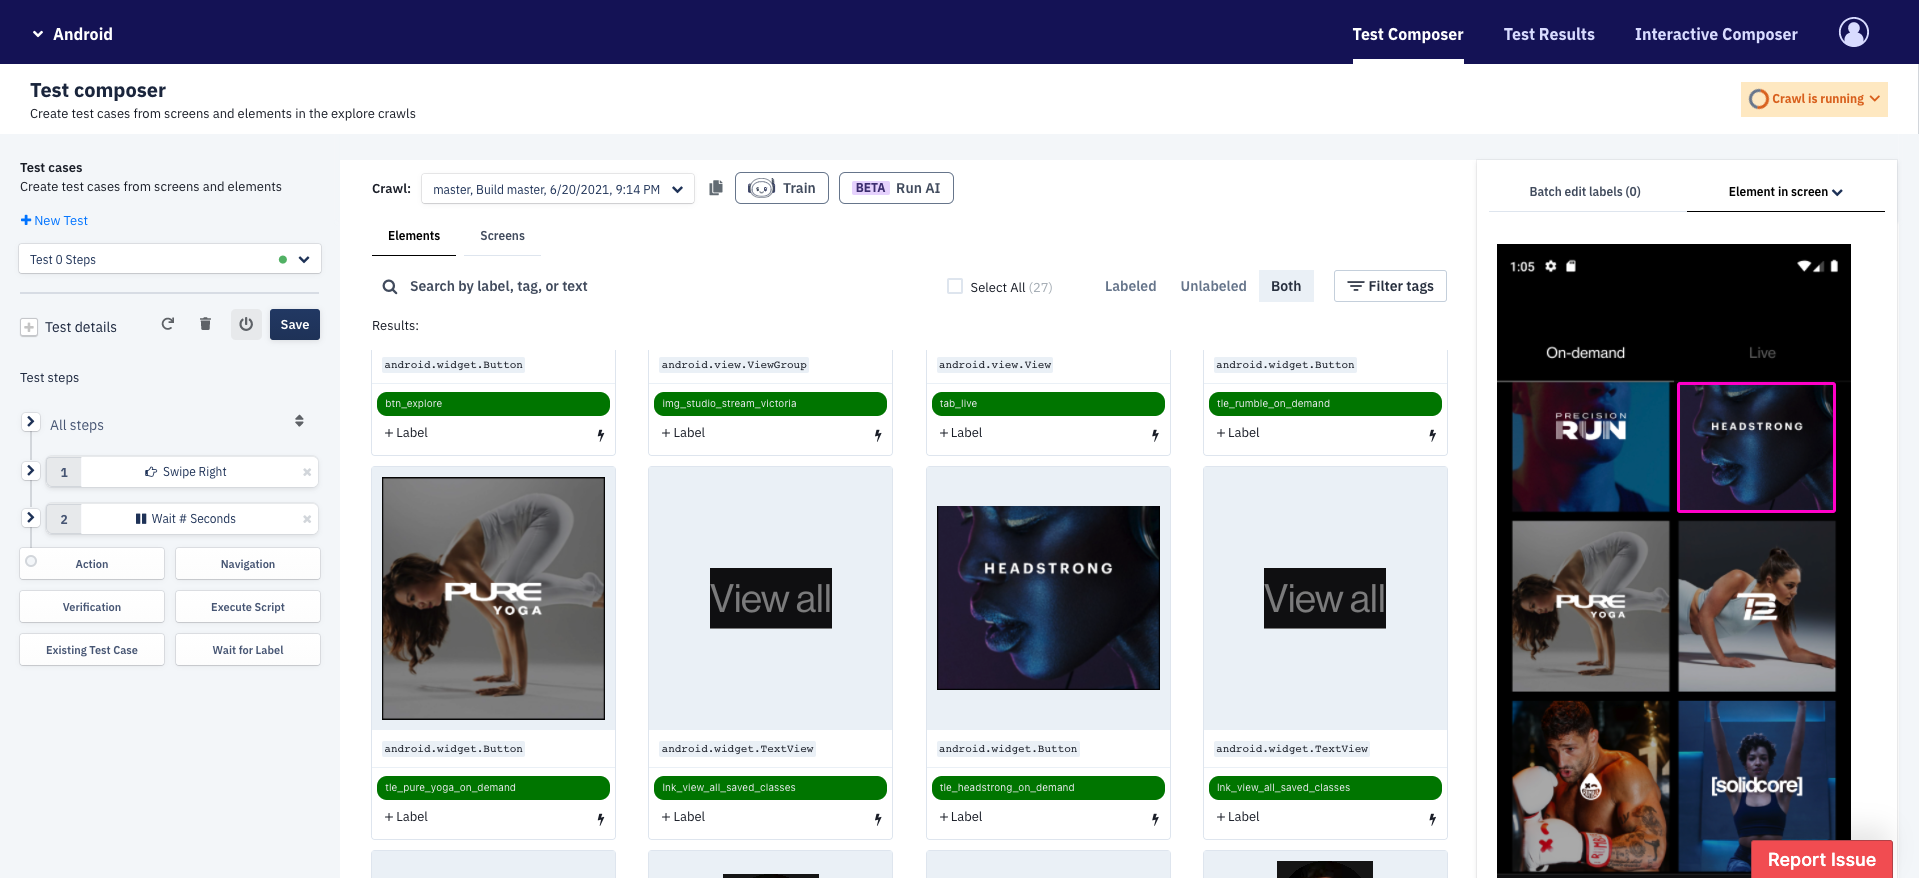 Android
Test Composer
Test Results
Interactive Composer
Test composer
Create test cases from screens and elements in the explore crawls
Crawl is running
Test cases
Create test cases from screens and elements
New Test
Test 0 Steps
Test details
Save
Test steps
All steps
1 Swipe Right
2 Wait # Seconds
Action
Navigation
Verification
Execute Script
Existing Test Case
Wait for Label
Crawl:
master, Build master, 6/20/2021, 9:14 PM
Train
BETA Run AI
Elements
Screens
Search by label, tag, or text
Select All (27)
Labeled
Unlabeled
Both
Filter tags
Results:
android.widget.Button
android.view.ViewGroup
android.view.View
android.widget.Button
btn_explore
img_studio_stream_victoria
tab_live
tle_rumble_on_demand
+ Label
+ Label
+ Label
+ Label
PURE
YOGA
View all
HEADSTRONG
View all
android.widget.Button
android.widget.TextView
android.widget.Button
android.widget.TextView
tle_pure_yoga_on_demand
lnk_view_all_saved_classes
tle_headstrong_on_demand
lnk_view_all_saved_classes
+ Label
+ Label
+ Label
+ Label
Batch edit labels (0)
Element in screen
1:05
On-demand
Live
PRECISION
RUN
HEADSTRONG
PURE
YOGA
[solidcore]
Report Issue